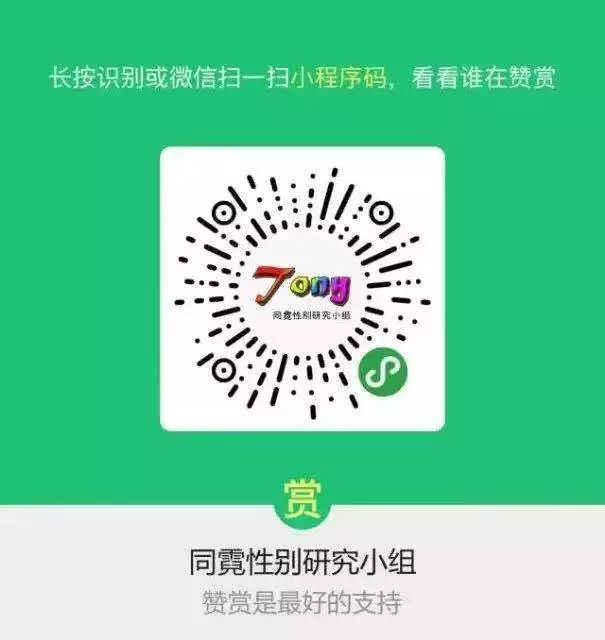 长按识别或微信扫一扫小程序码，看看谁在赞赏
Tony
同霓性别研究小组
赏
同霓性别研究小组
赞赏是最好的支持